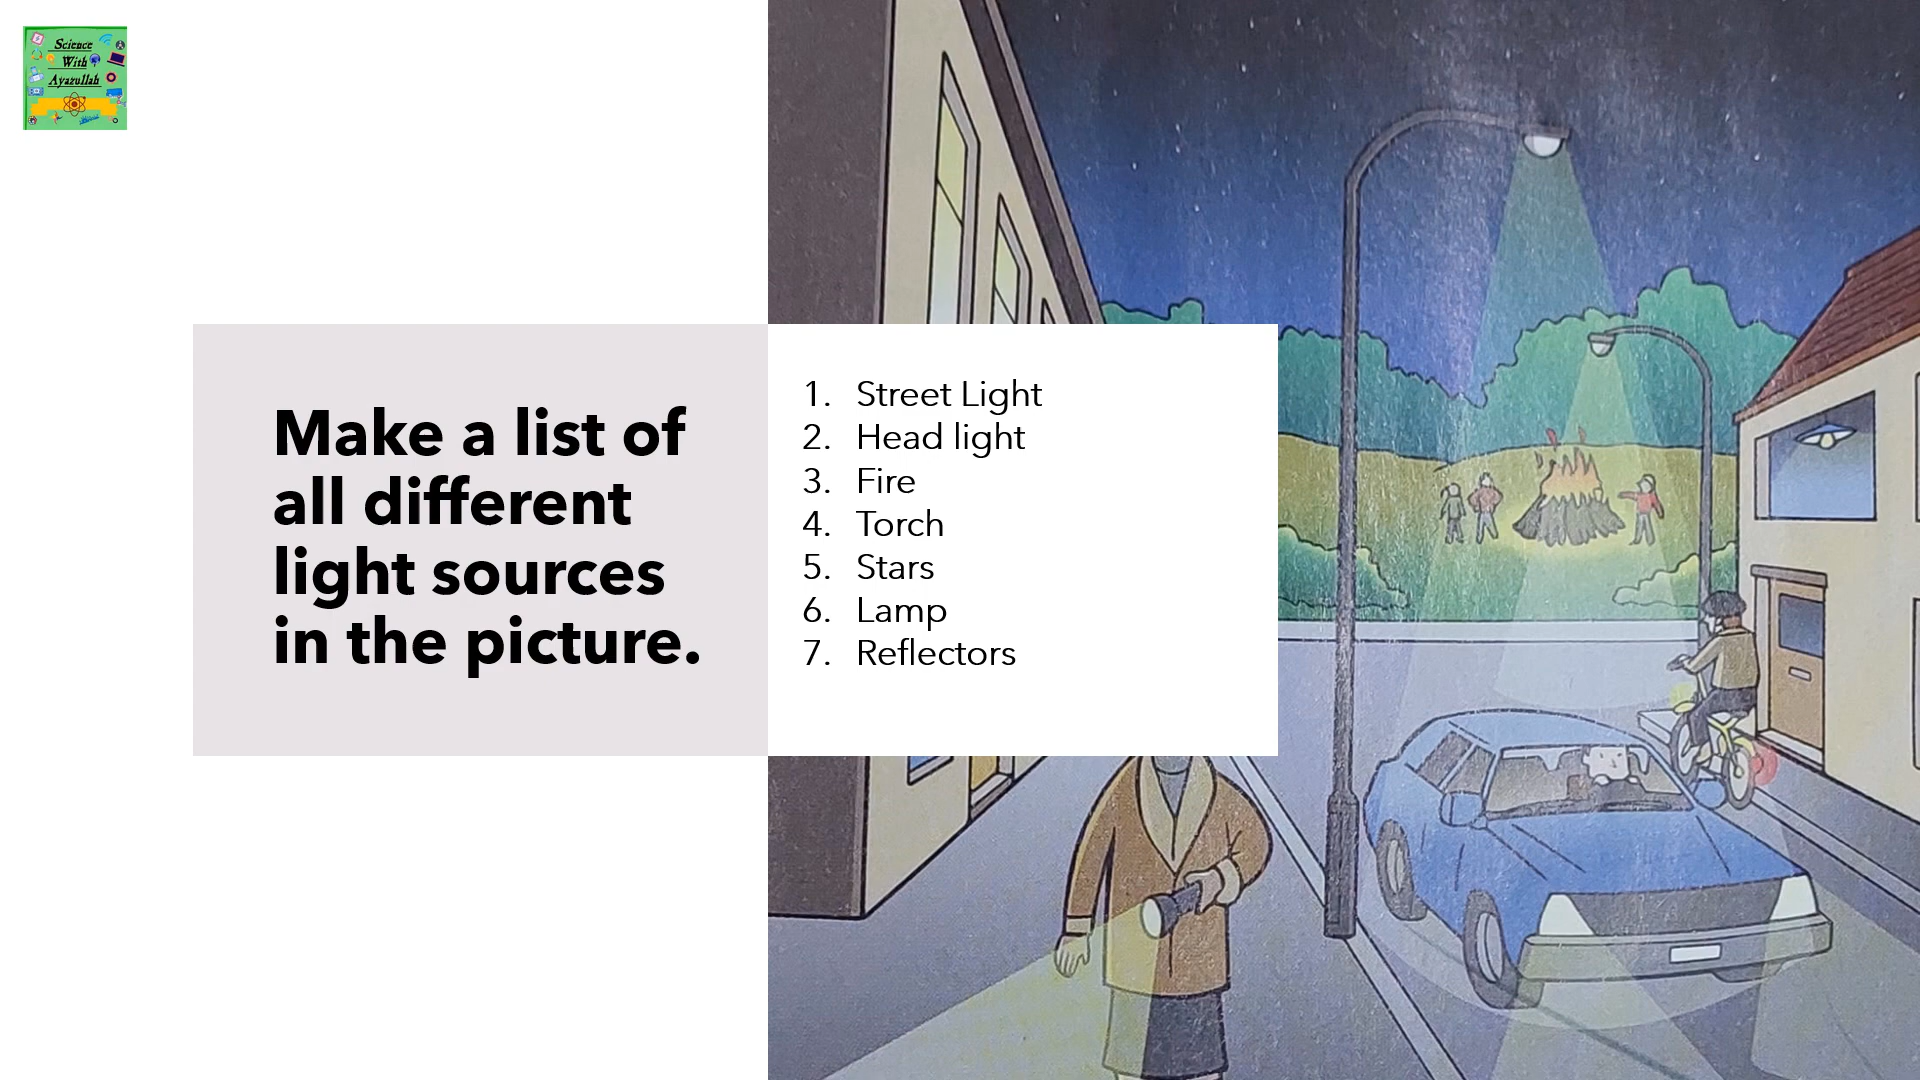 Science
With
Ayazullah
Make a list of
all different
light sources
in the picture.
1. Street Light
2. Head light
3. Fire
4. Torch
5. Stars
6. Lamp
7. Reflectors